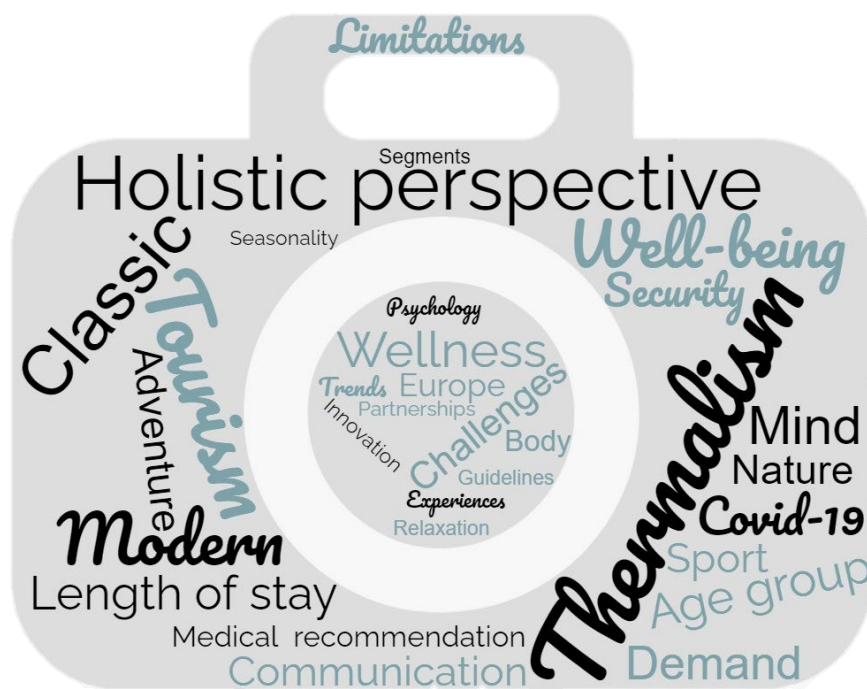 Limitations
Segments
Holistic perspective
Seasonality
Classic
Tourism
Adventure
Modern
Length of stay
Medical recommendation
Communication
Psychology
Wellness
Trends
Europe
Partnerships
Innovation
Challenges
Body
Guidelines
Experiences
Relaxation
Well-being
Security
Thermalism
Mind
Nature
Covid-19
Sport
Age group
Demand